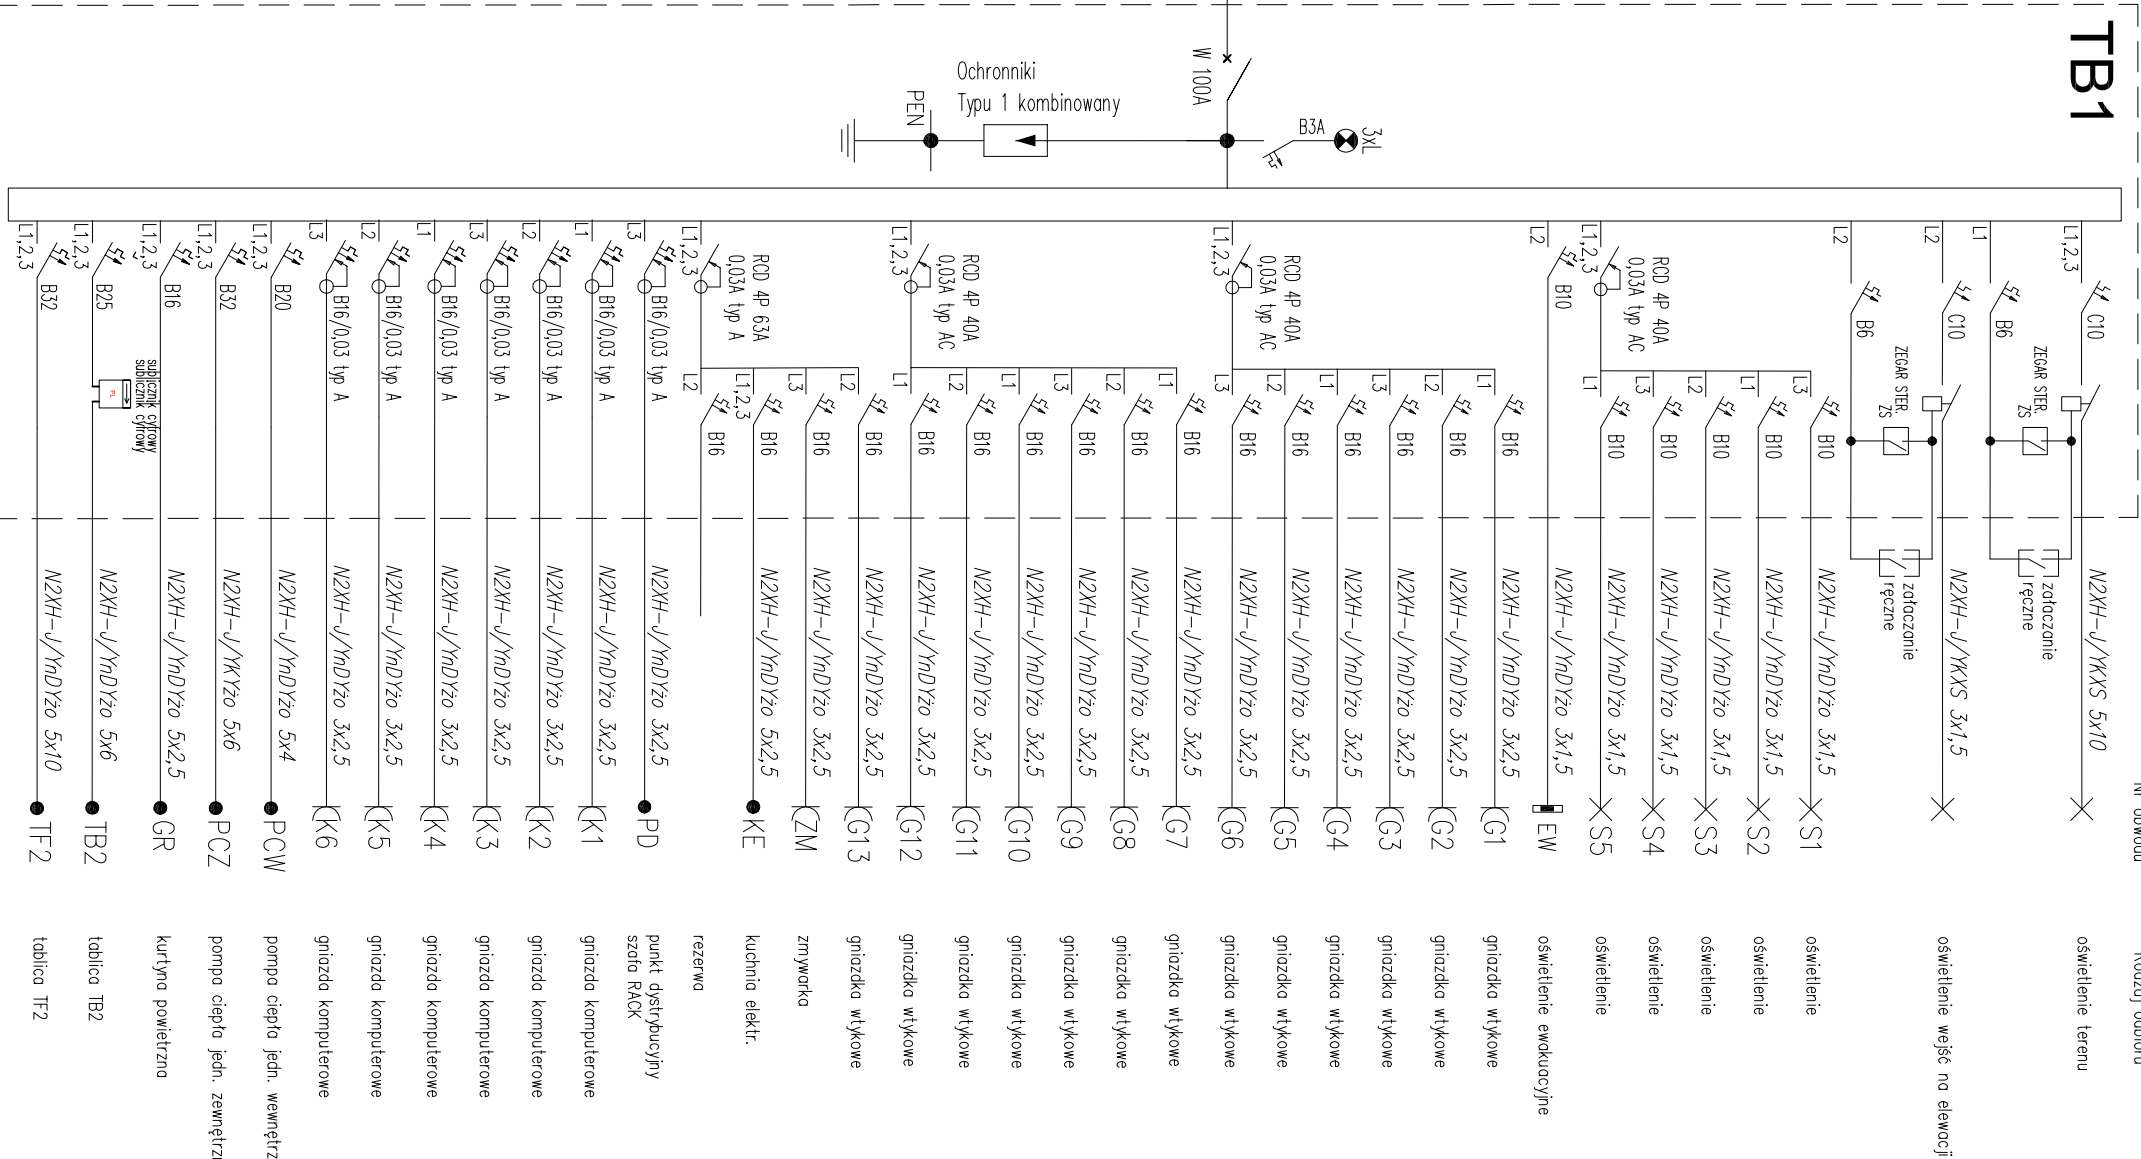 TB1
W 100A
Ochronniki
Typu 1 kombinowany
PEN
B3A
3xL
L1,2,3
B32
N2XH-J/YnDYżo 5x10
TF2
tablica TF2
L1,2,3
B25
subliczńik cyfrowy
subliczńik cyfrowy
PL
N2XH-J/YnDYżo 5x6
TB2
tablica TB2
L1,2,3
B16
N2XH-J/YnDYżo 5x2,5
GR
kurtyna powietrzna
L1,2,3
B32
N2XH-J/YKYżo 5x6
PCZ
pompa ciepła jedn. zewnętrzn
L1,2,3
B20
N2XH-J/YnDYżo 5x4
PCW
pompa ciepła jedn. wewnętrz
L3
B16/0,03 typ A
N2XH-J/YnDYżo 3x2,5
K6
gniazda komputerowe
L2
B16/0,03 typ A
N2XH-J/YnDYżo 3x2,5
K5
gniazda komputerowe
L1
B16/0,03 typ A
N2XH-J/YnDYżo 3x2,5
K4
gniazda komputerowe
L3
B16/0,03 typ A
N2XH-J/YnDYżo 3x2,5
K3
gniazda komputerowe
L2
B16/0,03 typ A
N2XH-J/YnDYżo 3x2,5
K2
gniazda komputerowe
L1
B16/0,03 typ A
N2XH-J/YnDYżo 3x2,5
K1
gniazda komputerowe
L3
B16/0,03 typ A
N2XH-J/YnDYżo 3x2,5
PD
punkt dystrybucyjny
szafa RACK
L1,2,3
RCD 4P 63A
0,03A typ A
L2
B16
rezerwa
L1,2,3
B16
N2XH-J/YnDYżo 5x2,5
KE
kuchnia elektr.
L3
B16
N2XH-J/YnDYżo 3x2,5
ZM
zmywarka
L2
B16
N2XH-J/YnDYżo 3x2,5
G13
gniazdka wtykowe
L1,2,3
RCD 4P 40A
0,03A typ AC
L1
B16
N2XH-J/YnDYżo 3x2,5
G12
gniazdka wtykowe
L2
B16
N2XH-J/YnDYżo 3x2,5
G11
gniazdka wtykowe
L1
B16
N2XH-J/YnDYżo 3x2,5
G10
gniazdka wtykowe
L3
B16
N2XH-J/YnDYżo 3x2,5
G9
gniazdka wtykowe
L2
B16
N2XH-J/YnDYżo 3x2,5
G8
gniazdka wtykowe
L1
B16
N2XH-J/YnDYżo 3x2,5
G7
gniazdka wtykowe
L1,2,3
RCD 4P 40A
0,03A typ AC
L3
B16
N2XH-J/YnDYżo 3x2,5
G6
gniazdka wtykowe
L2
B16
N2XH-J/YnDYżo 3x2,5
G5
gniazdka wtykowe
L1
B16
N2XH-J/YnDYżo 3x2,5
G4
gniazdka wtykowe
L3
B16
N2XH-J/YnDYżo 3x2,5
G3
gniazdka wtykowe
L2
B16
N2XH-J/YnDYżo 3x2,5
G2
gniazdka wtykowe
L1
B16
N2XH-J/YnDYżo 3x2,5
G1
gniazdka wtykowe
L2
B10
N2XH-J/YnDYżo 3x1,5
EW
oświetlenie ewakuacyjne
L1,2,3
RCD 4P 40A
0,03A typ AC
L1
B10
N2XH-J/YnDYżo 3x1,5
S5
oświetlenie
L3
B10
N2XH-J/YnDYżo 3x1,5
S4
oświetlenie
L2
B10
N2XH-J/YnDYżo 3x1,5
S3
oświetlenie
L1
B10
N2XH-J/YnDYżo 3x1,5
S2
oświetlenie
L3
B10
N2XH-J/YnDYżo 3x1,5
S1
oświetlenie
L2
B6
ZEGAR STER.
ZS
załaczanie
ręczne
L2
C10
N2XH-J/YKXS 3x1,5
oświetlenie wejść na elewacji
L1
B6
ZEGAR STER.
ZS
załaczanie
ręczne
L1,2,3
C10
N2XH-J/YKXS 5x10
oświetlenie terenu
Nr obwodu
Rodzaj odbioru